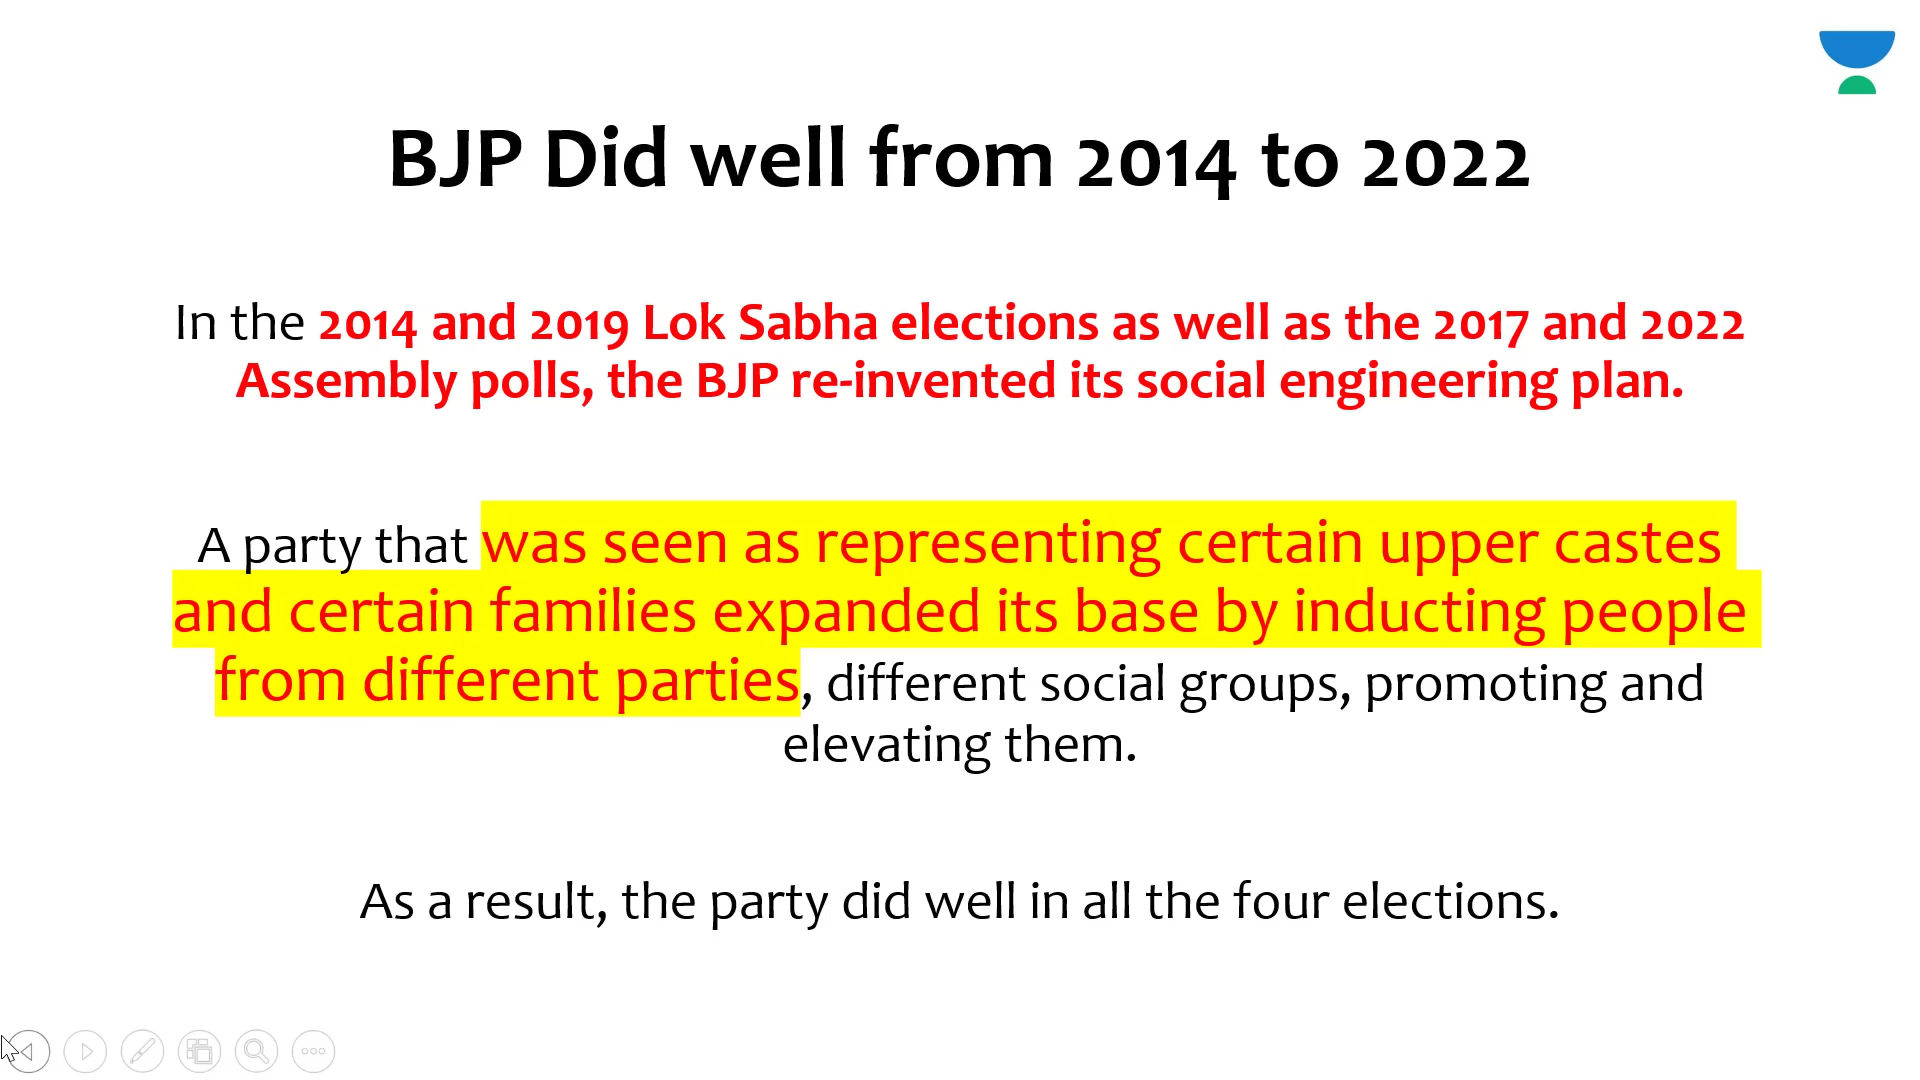 BJP Did well from 2014 to 2022
In the 2014 and 2019 Lok Sabha elections as well as the 2017 and 2022
Assembly polls, the BJP re-invented its social engineering plan.
A party that was seen as representing certain upper castes
and certain families expanded its base by inducting people
from different parties, different social groups, promoting and
elevating them.
As a result, the party did well in all the four elections.